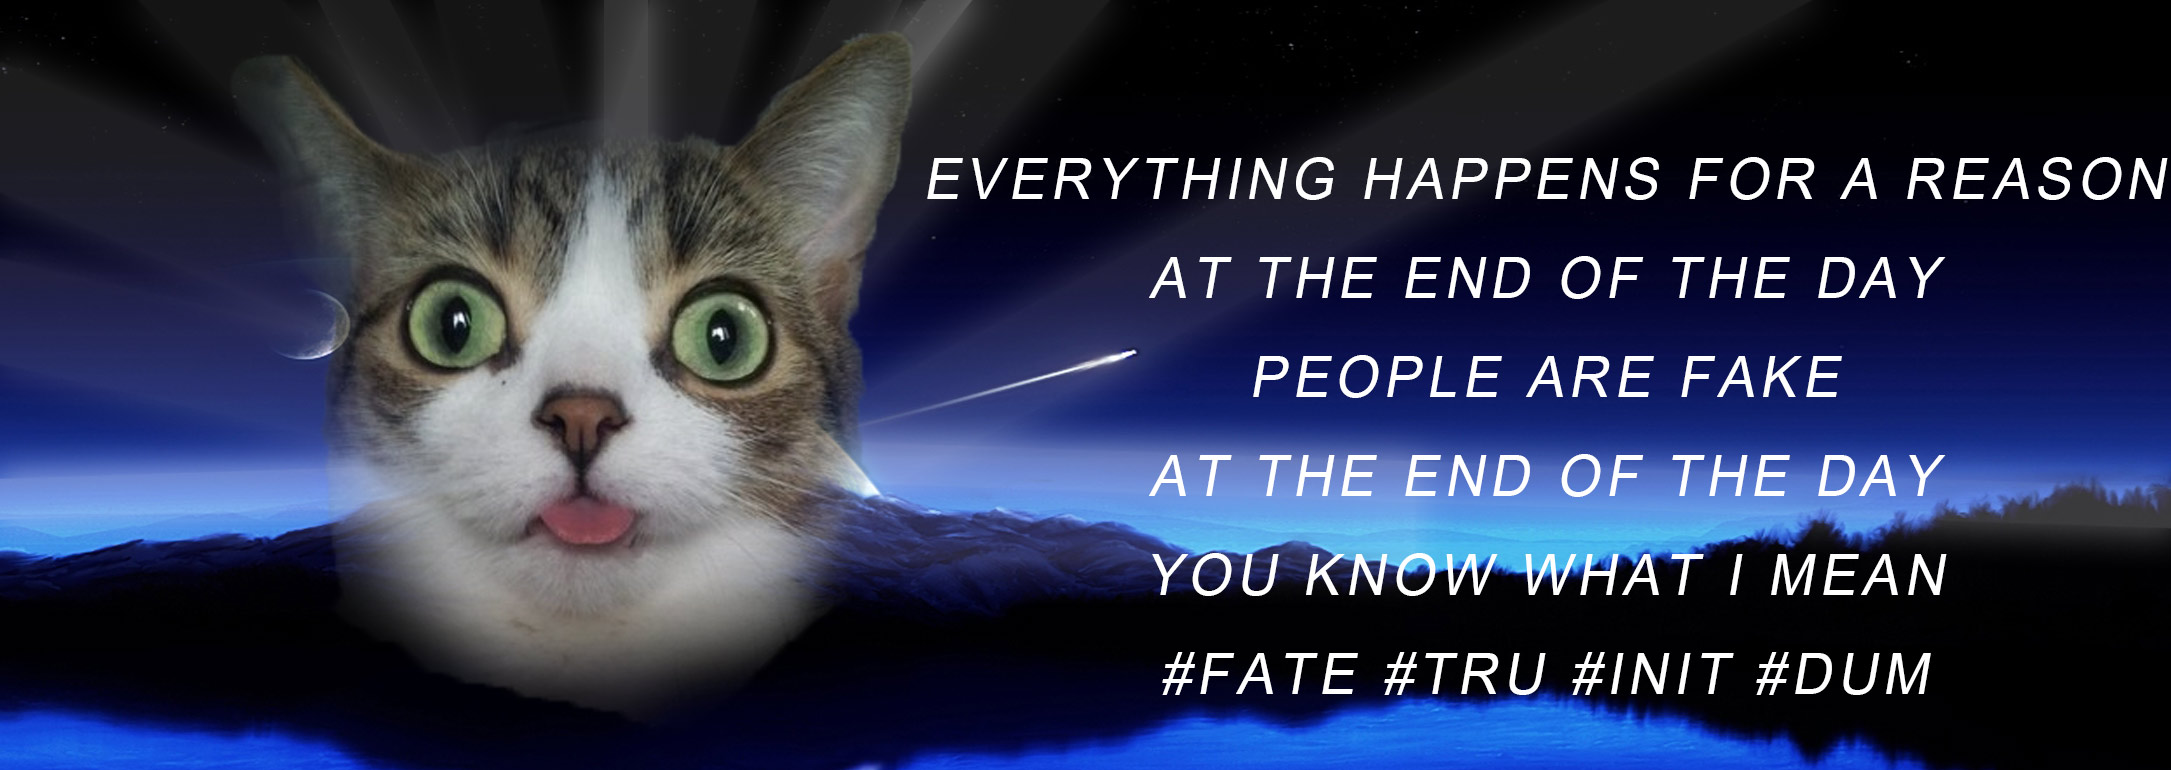 EVERYTHING HAPPENS FOR A REASON
AT THE END OF THE DAY
PEOPLE ARE FAKE
AT THE END OF THE DAY
YOU KNOW WHAT I MEAN
#FATE #TRU #INIT #DUM